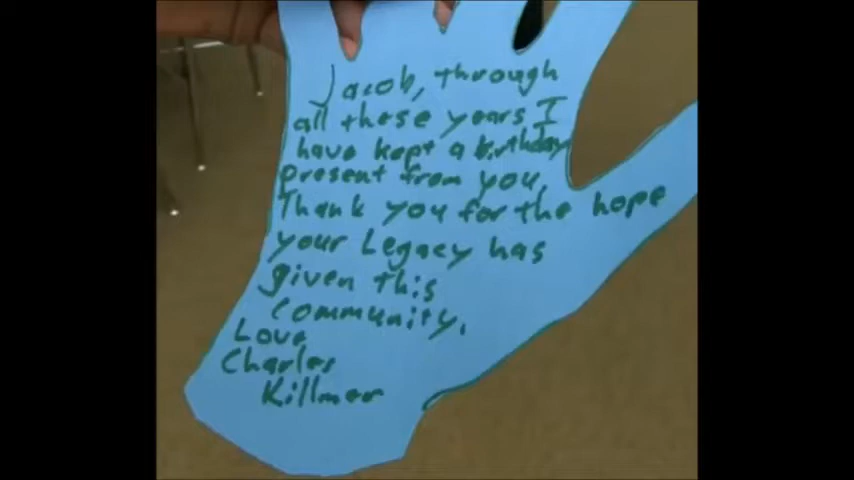 Jacob, through
all these years I
have kept a birthday
present from you.
Thank you for the hope
your Legacy has
given this
community.
Love
Charles
Killmer